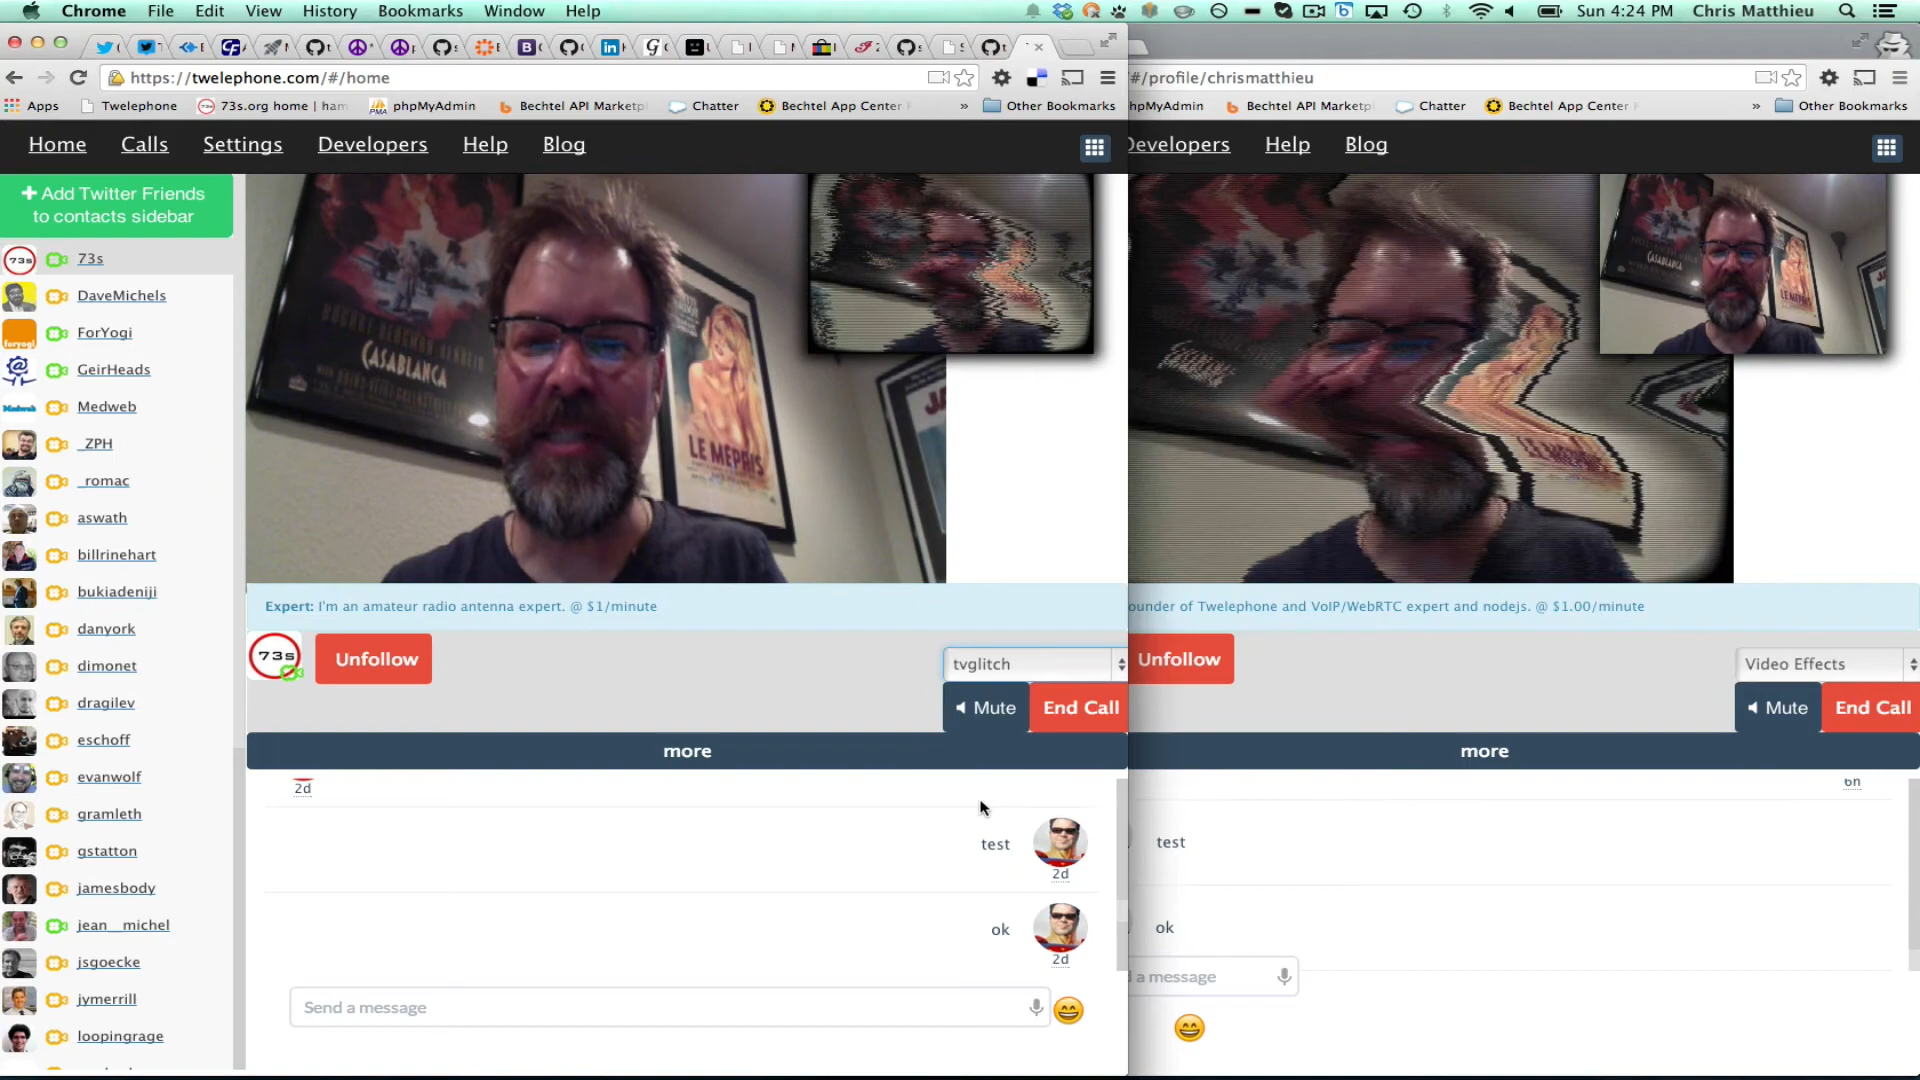 Chrome File Edit View History Bookmarks Window Help
Sun 4:24 PM Chris Matthieu
https://twelephone.com/#/home
/#/profile/chrismatthieu
Apps Twelephone 73s.org home | ham phpMyAdmin Bechtel API Marketp Chatter Bechtel App Center » Other Bookmarks
hpMyAdmin Bechtel API Marketp Chatter Bechtel App Center » Other Bookmarks
Home Calls Settings Developers Help Blog
Developers Help Blog
+ Add Twitter Friends
to contacts sidebar
73s
DaveMichels
ForYogi
GeirHeads
Medweb
_ZPH
_romac
aswath
billrinehart
bukiadeniji
danyork
dimonet
dragilev
eschoff
evanwolf
gramleth
gstatton
jamesbody
jean__michel
jsgoecke
jymerrill
loopingrage
CASABLANCA
LE MEPRIS
CASABLANCA
LE MEPRIS
Expert: I'm an amateur radio antenna expert. @ $1/minute
73s
Unfollow
tvglitch
Mute
End Call
more
2d
test
2d
ok
2d
Send a message
ounder of Twelephone and VoIP/WebRTC expert and nodejs. @ $1.00/minute
Unfollow
Video Effects
Mute
End Call
more
test
ok
a message